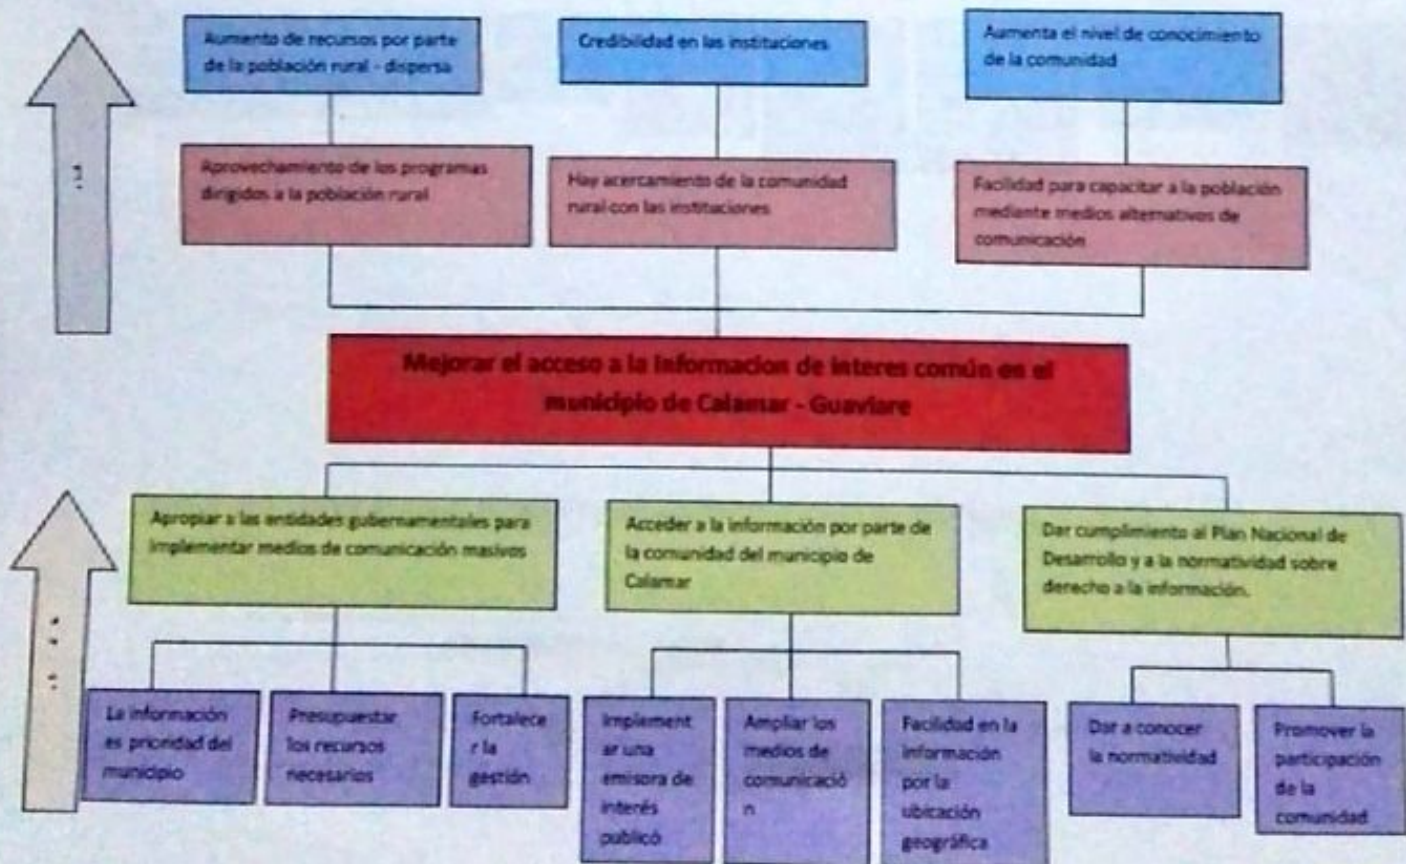 Aumento de recursos por parte
de la población rural - dispersa
Credibilidad en las instituciones
Aumenta el nivel de conocimiento
de la comunidad
Aprovechamiento de los programas
dirigidos a la población rural
Hay acercamiento de la comunidad
rural con las instituciones
Facilidad para capacitar a la población
mediante medios alternativos de
comunicación
Mejorar el acceso a la Informacion de interes común en el
municipio de Calamar - Guaviare
Apropiar a las entidades gubernamentales para
implementar medios de comunicación masivos
Acceder a la información por parte de
la comunidad del municipio de
Calamar
Dar cumplimiento al Plan Nacional de
Desarrollo y a la normatividad sobre
derecho a la información.
La información
es prioridad del
municipio
Presupuestar
los recursos
necesarios
Fortalece
r la
gestión
Implement
ar una
emisora de
interés
publicó
Ampliar los
medios de
comunicació
n
Facilidad en la
información
por la
ubicación
geográfica
Dar a conocer
la normatividad
Promover la
participación
de la
comunidad